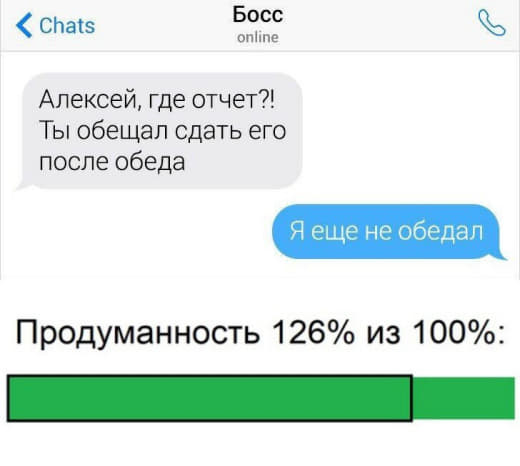 Chats
Босс
online
Алексей, где отчет?!
Ты обещал сдать его
после обеда
Я еще не обедал
Продуманность 126% из 100%: